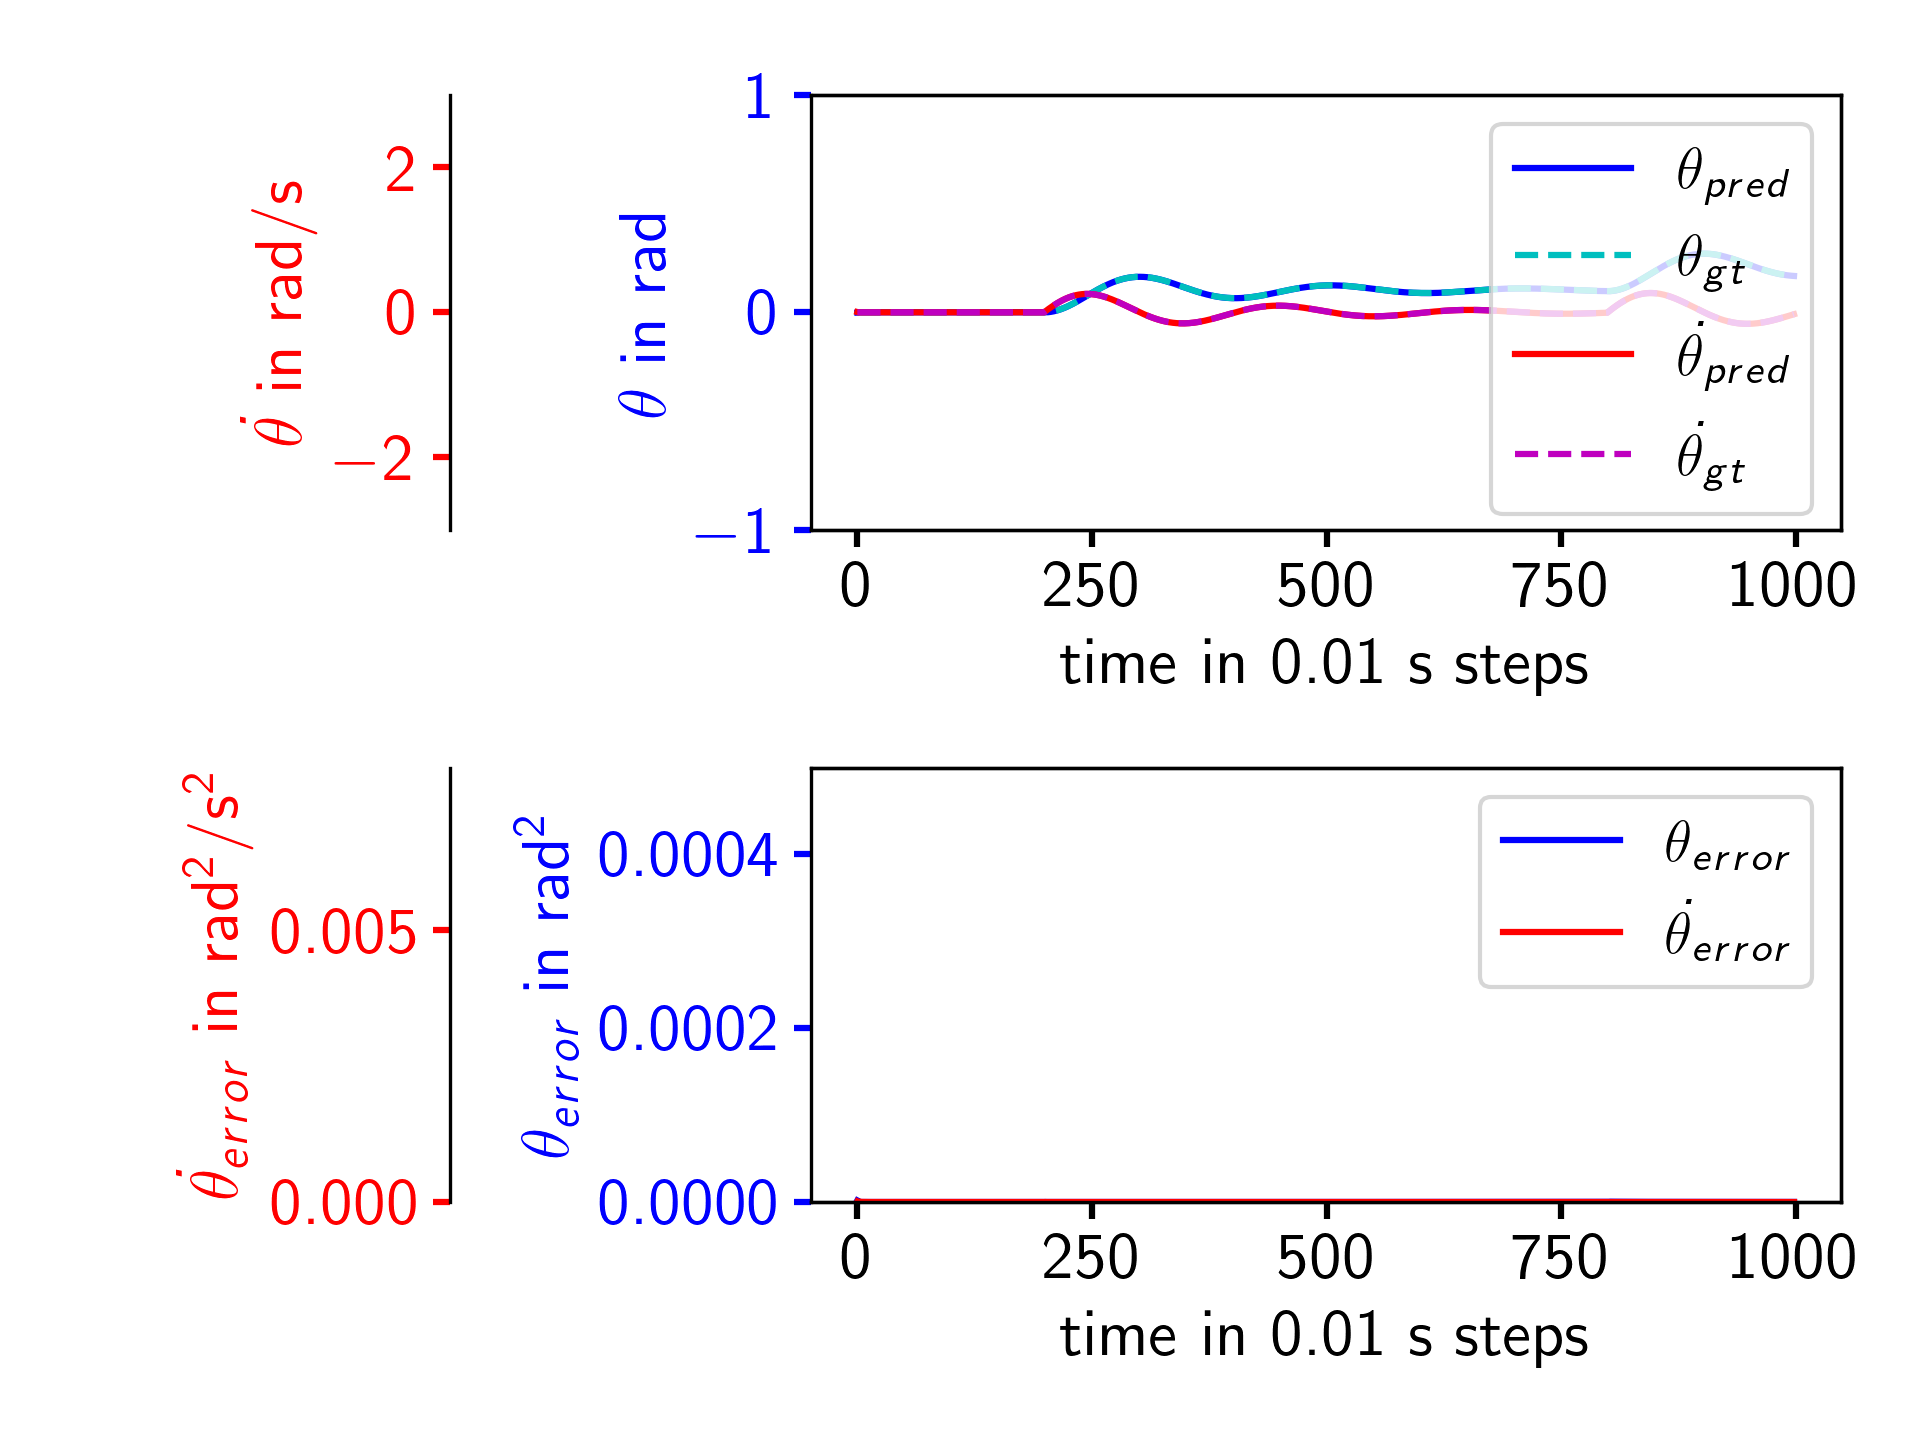 θ̇ in rad/s
2
0
−2
θ in rad
1
0
−1
θ_pred
θ_gt
θ̇_pred
θ̇_gt
0 250 500 750 1000
time in 0.01 s steps
θ̇_error in rad²/s²
0.005
0.000
θ_error in rad²
0.0004
0.0002
0.0000
θ_error
θ̇_error
0 250 500 750 1000
time in 0.01 s steps